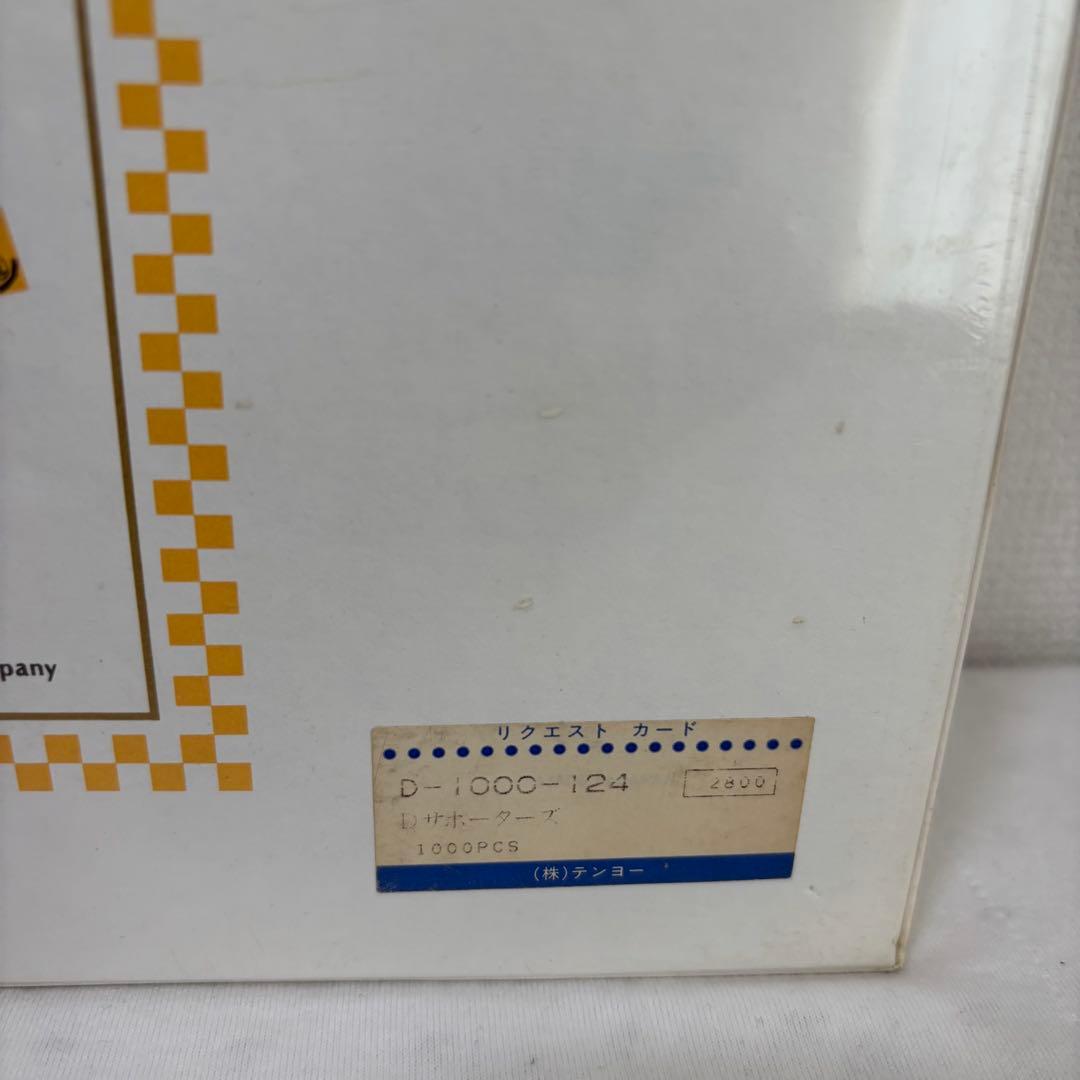 pany
リクエスト カード
D-1000-124 2800
Dサポーターズ
1000PCS
(株)テンヨー